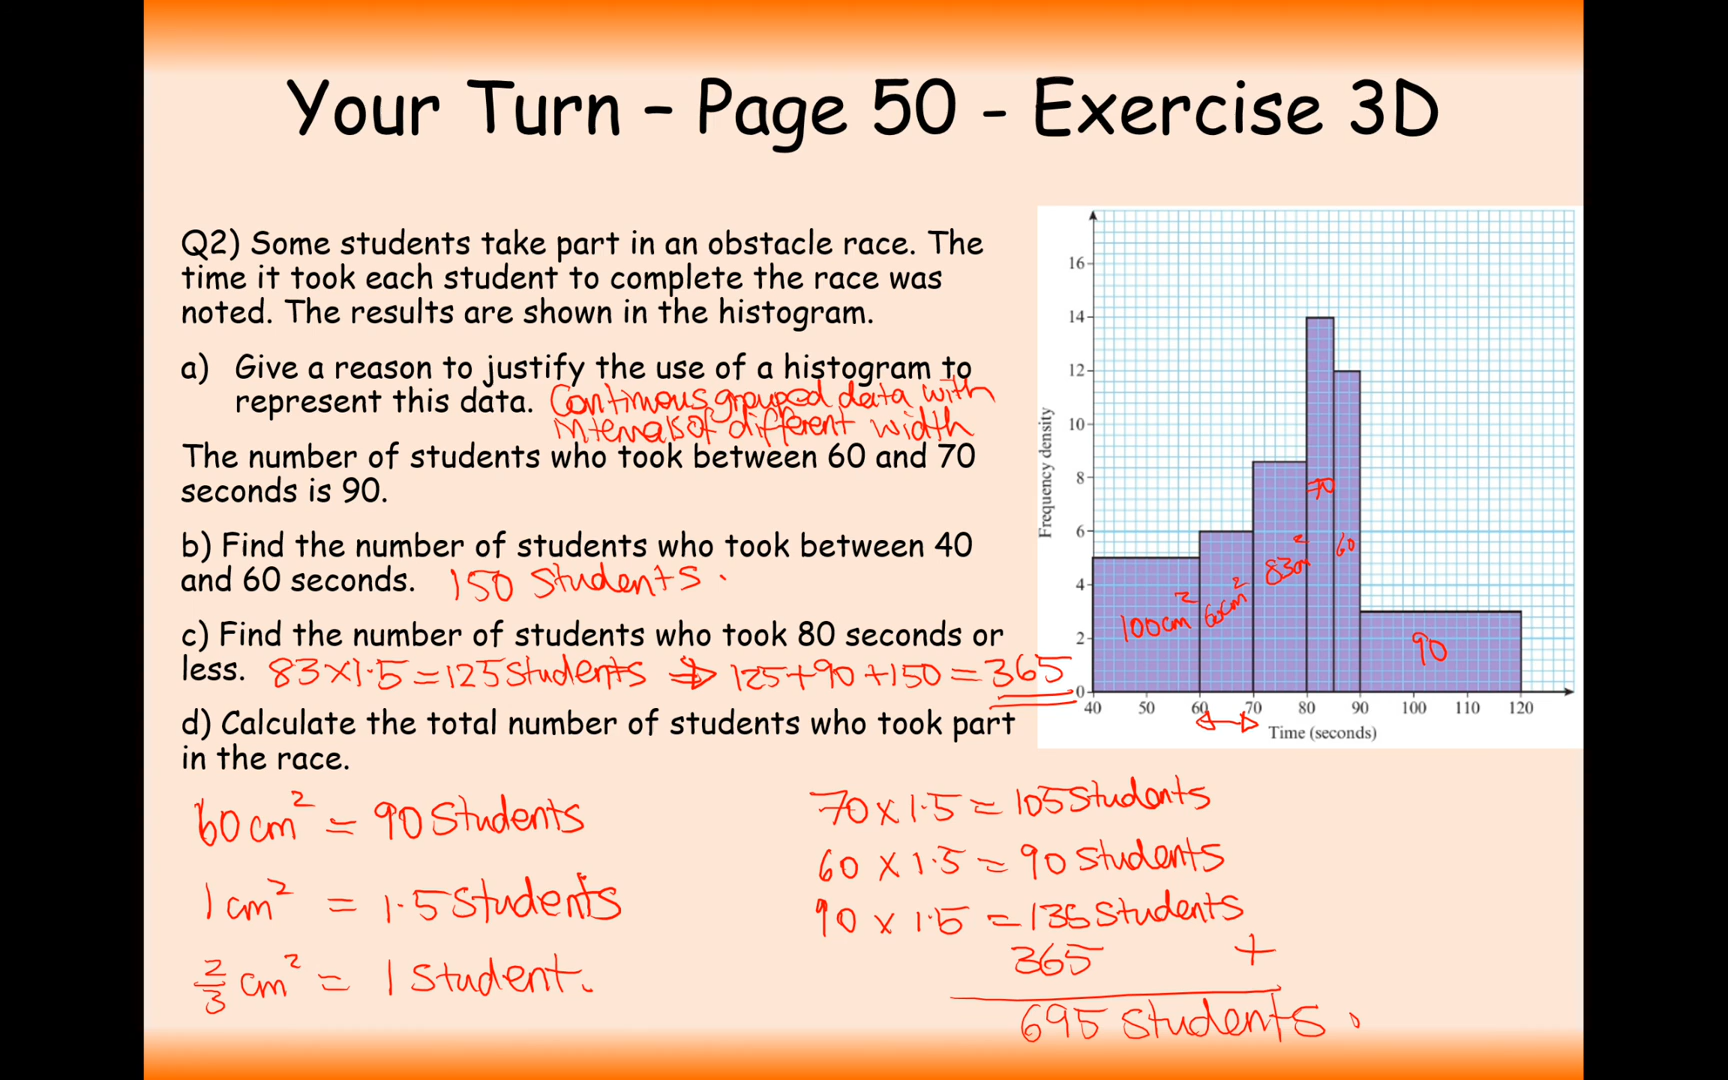 Your Turn – Page 50 - Exercise 3D
Q2) Some students take part in an obstacle race. The
time it took each student to complete the race was
noted. The results are shown in the histogram.
a) Give a reason to justify the use of a histogram to
represent this data. Continuous grouped data with
intervals of different width
The number of students who took between 60 and 70
seconds is 90.
b) Find the number of students who took between 40
and 60 seconds. 150 students.
c) Find the number of students who took 80 seconds or
less. 83×1.5=125 students ⇒ 125+90+150=365
d) Calculate the total number of students who took part
in the race.
60cm² = 90 students
1cm² = 1.5 students
2/3 cm² = 1 student.
Frequency density
16
14
12
10
8
6
4
2
0
70
60
83cm²
60cm²
100cm²
90
40 50 60 70 80 90 100 110 120
Time (seconds)
70 × 1.5 = 105 students
60 × 1.5 = 90 students
90 × 1.5 = 135 students
365 +
695 students.